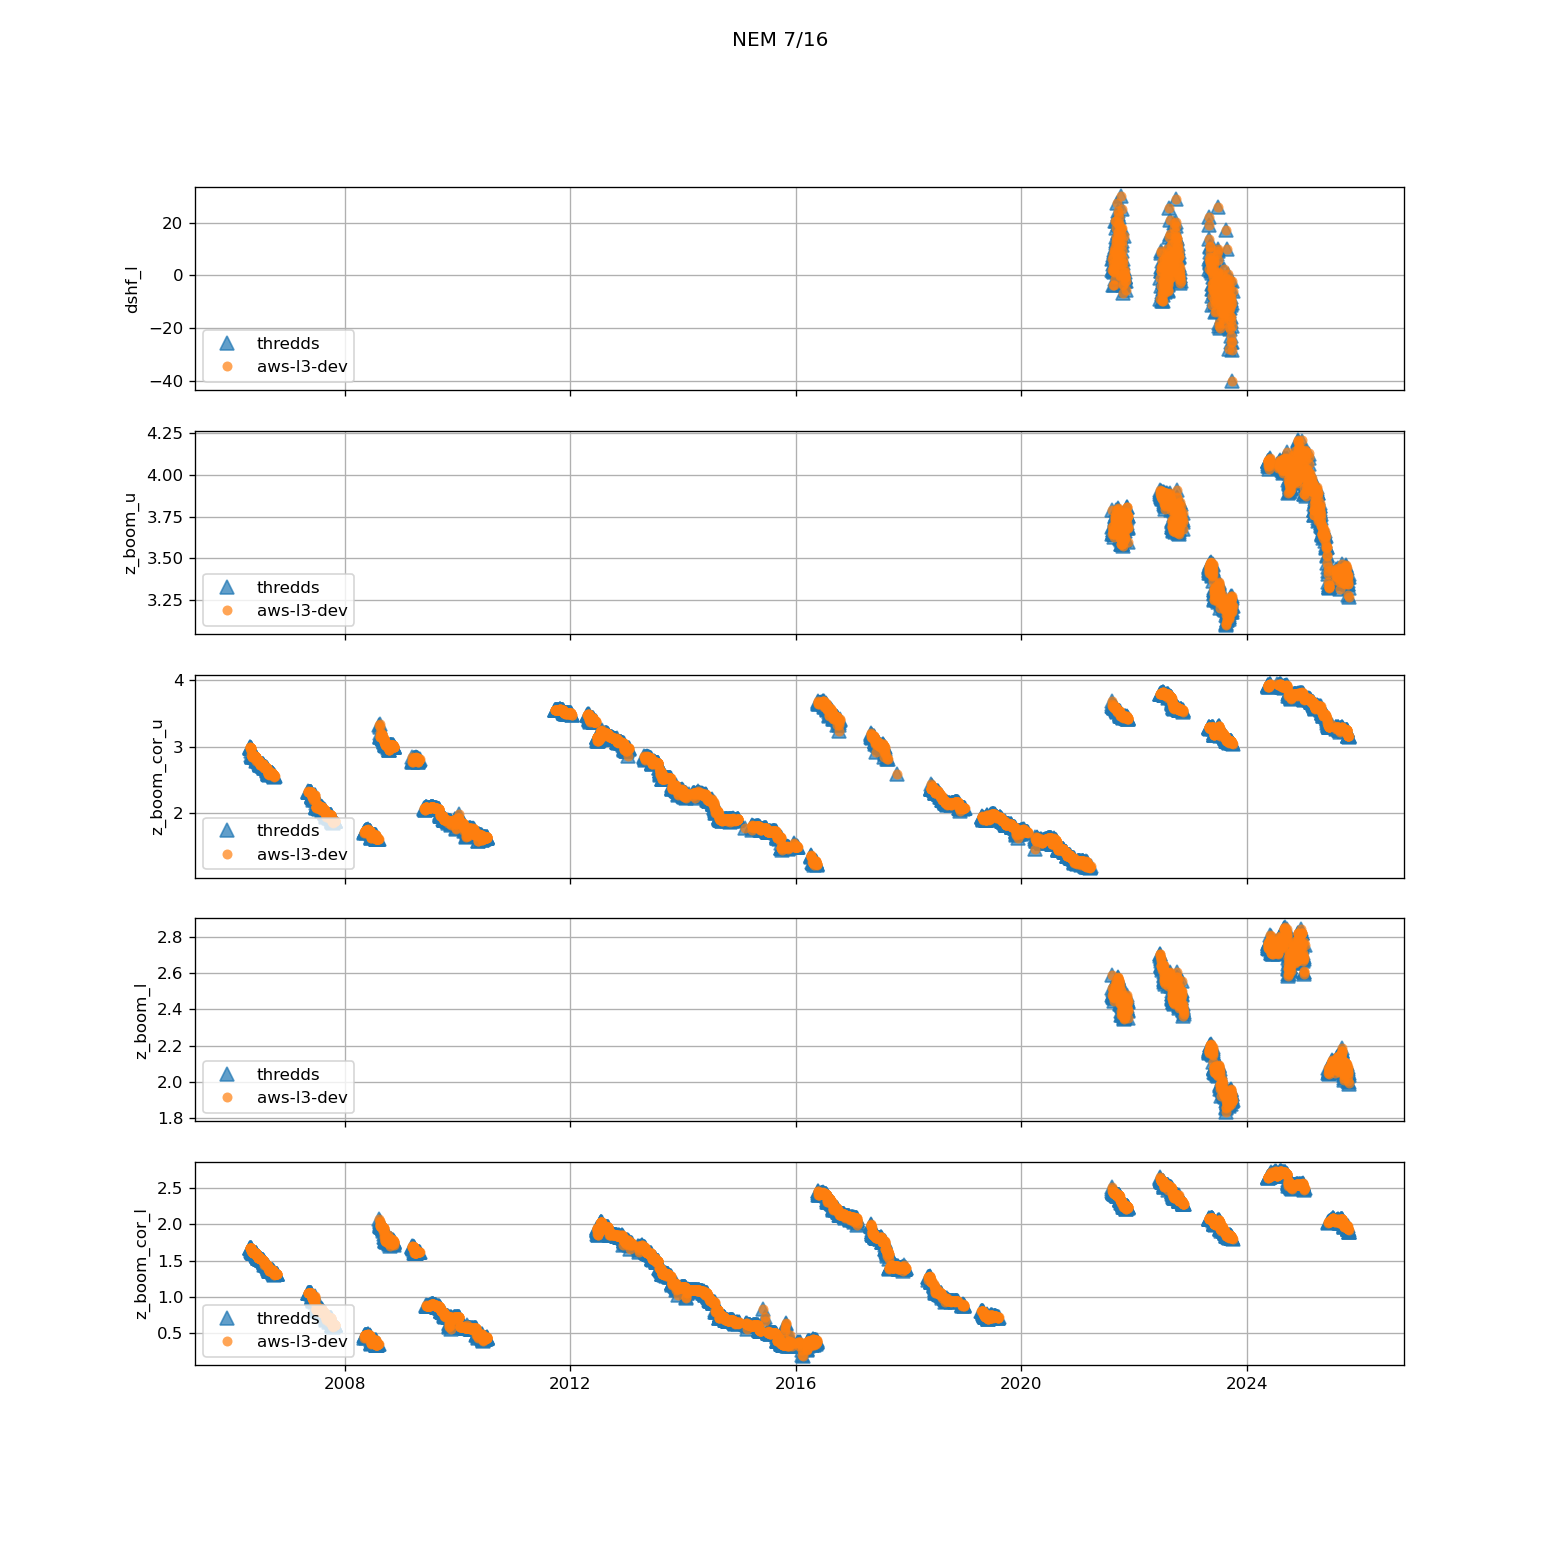 NEM 7/16
dshf_l
20
0
−20
−40
thredds
aws-l3-dev
z_boom_u
4.25
4.00
3.75
3.50
3.25
thredds
aws-l3-dev
z_boom_cor_u
4
3
2
thredds
aws-l3-dev
z_boom_l
2.8
2.6
2.4
2.2
2.0
1.8
thredds
aws-l3-dev
z_boom_cor_l
2.5
2.0
1.5
1.0
0.5
thredds
aws-l3-dev
2008 2012 2016 2020 2024